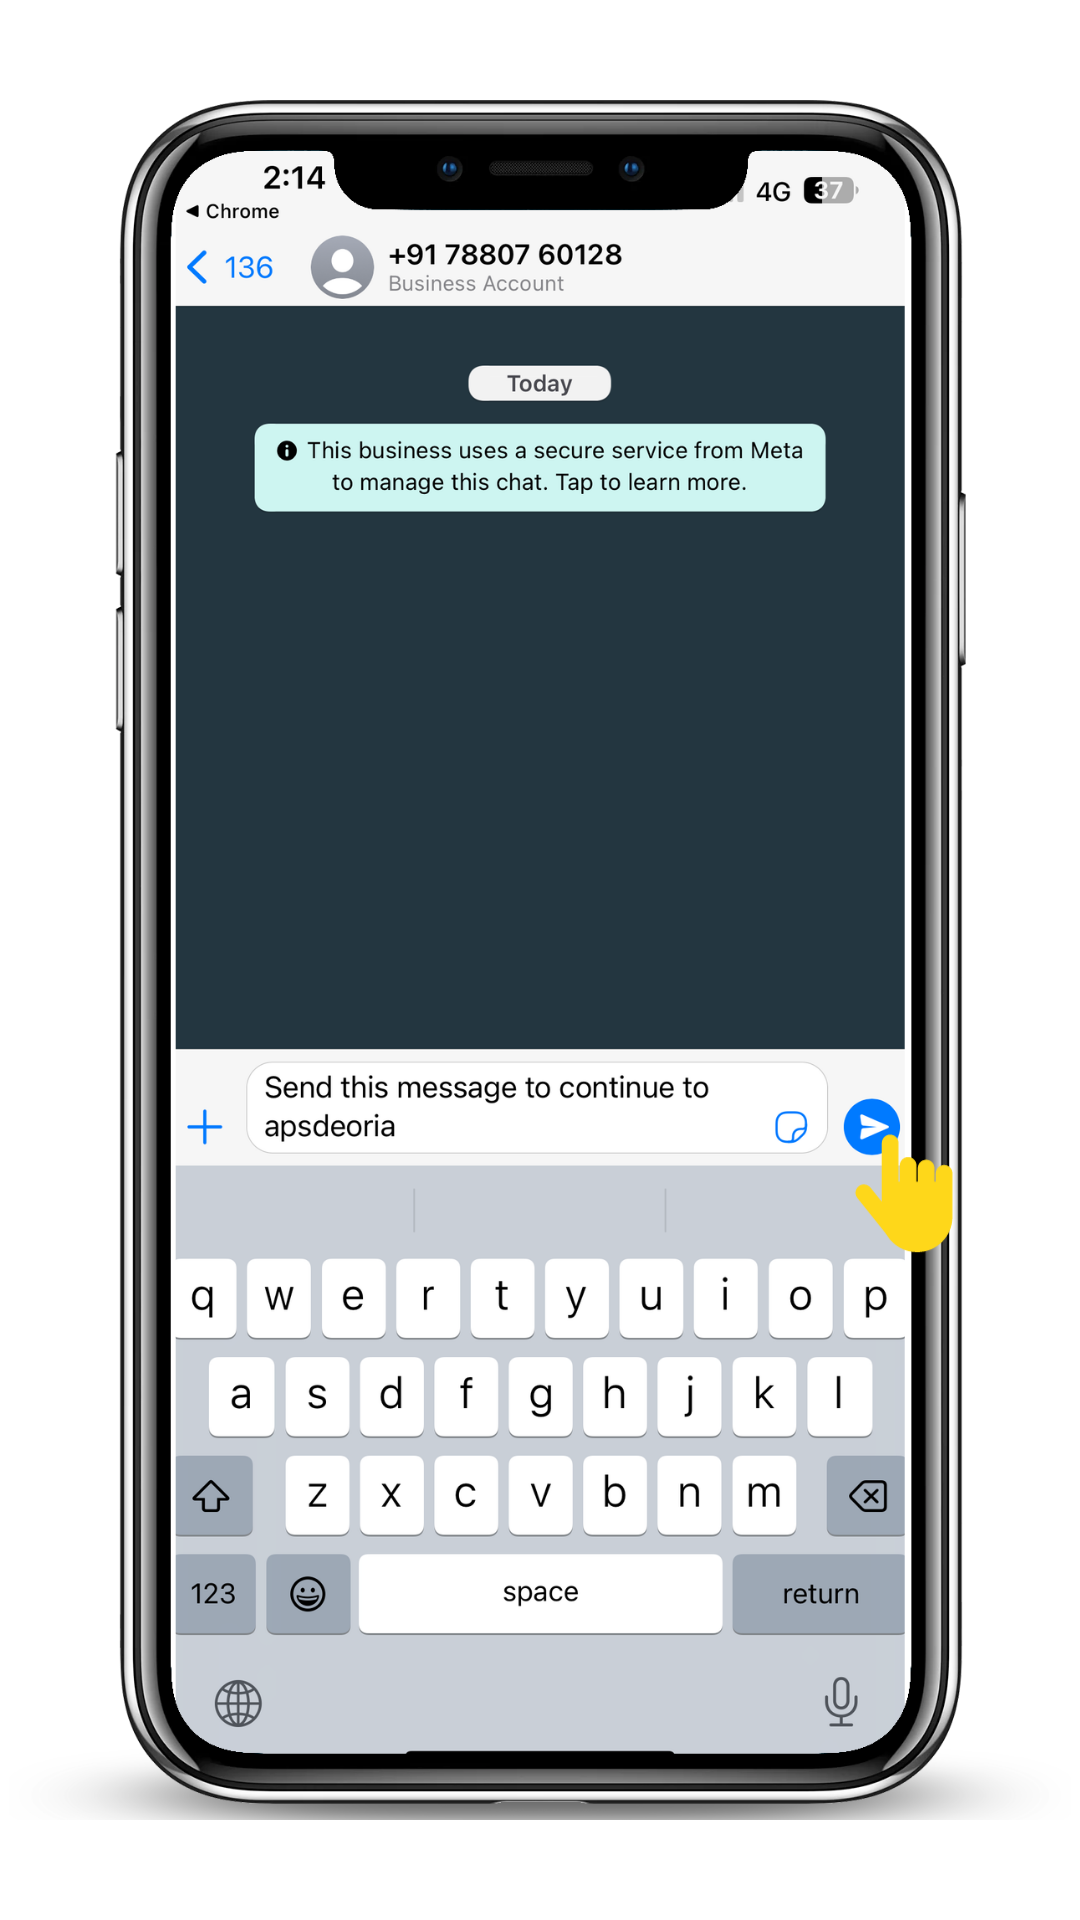 2:14
4G 37
◀ Chrome
136
+91 78807 60128
Business Account
Today
This business uses a secure service from Meta
to manage this chat. Tap to learn more.
Send this message to continue to
apsdeoria
q w e r t y u i o p
a s d f g h j k l
z x c v b n m
123 space return